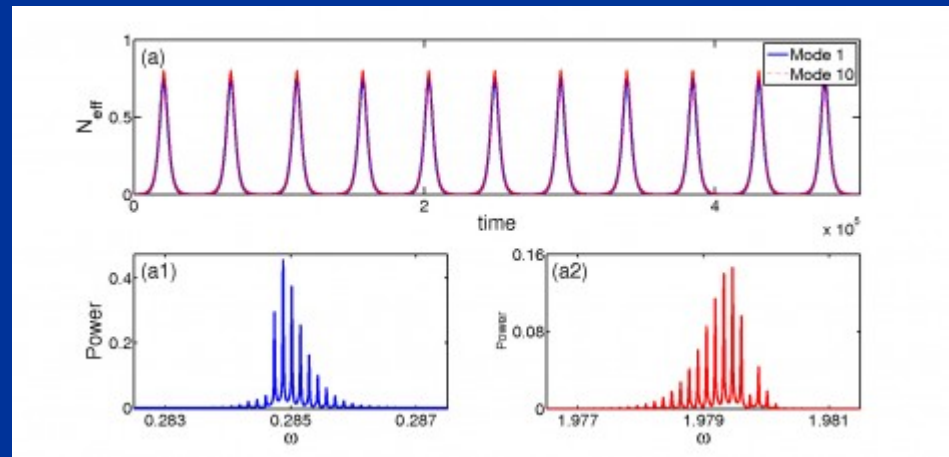 1
(a)
Mode 1
Mode 10
N_eff
0.5
0
0
2
4
time
x 10^5
(a1)
0.4
Power
0.2
0
0.283
0.285
0.287
ω
(a2)
0.16
Power
0.08
0
1.977
1.979
1.981
ω